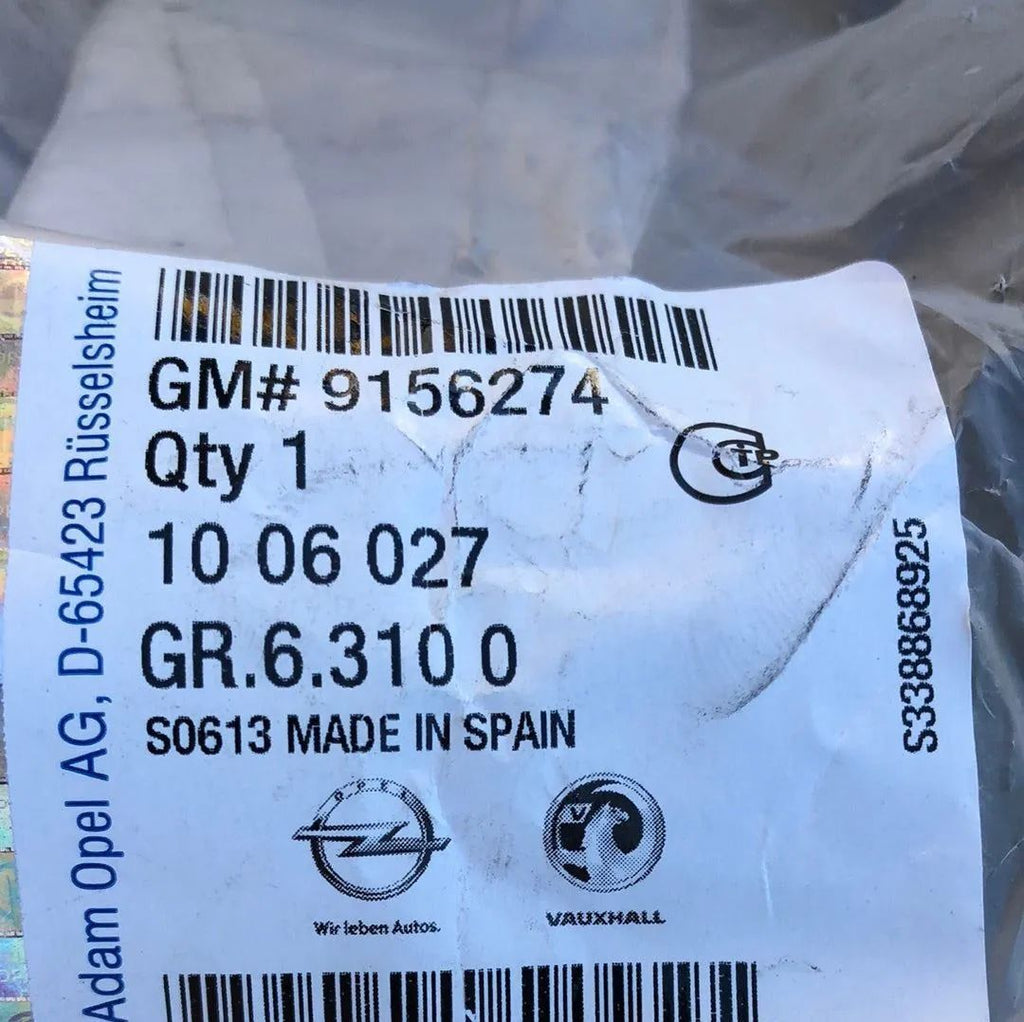 Adam Opel AG, D-65423 Rüsselsheim
GM# 9156274
Qty 1
10 06 027
GR.6.310 0
S0613 MADE IN SPAIN
S338868925
OPEL
Wir leben Autos.
V
VAUXHALL